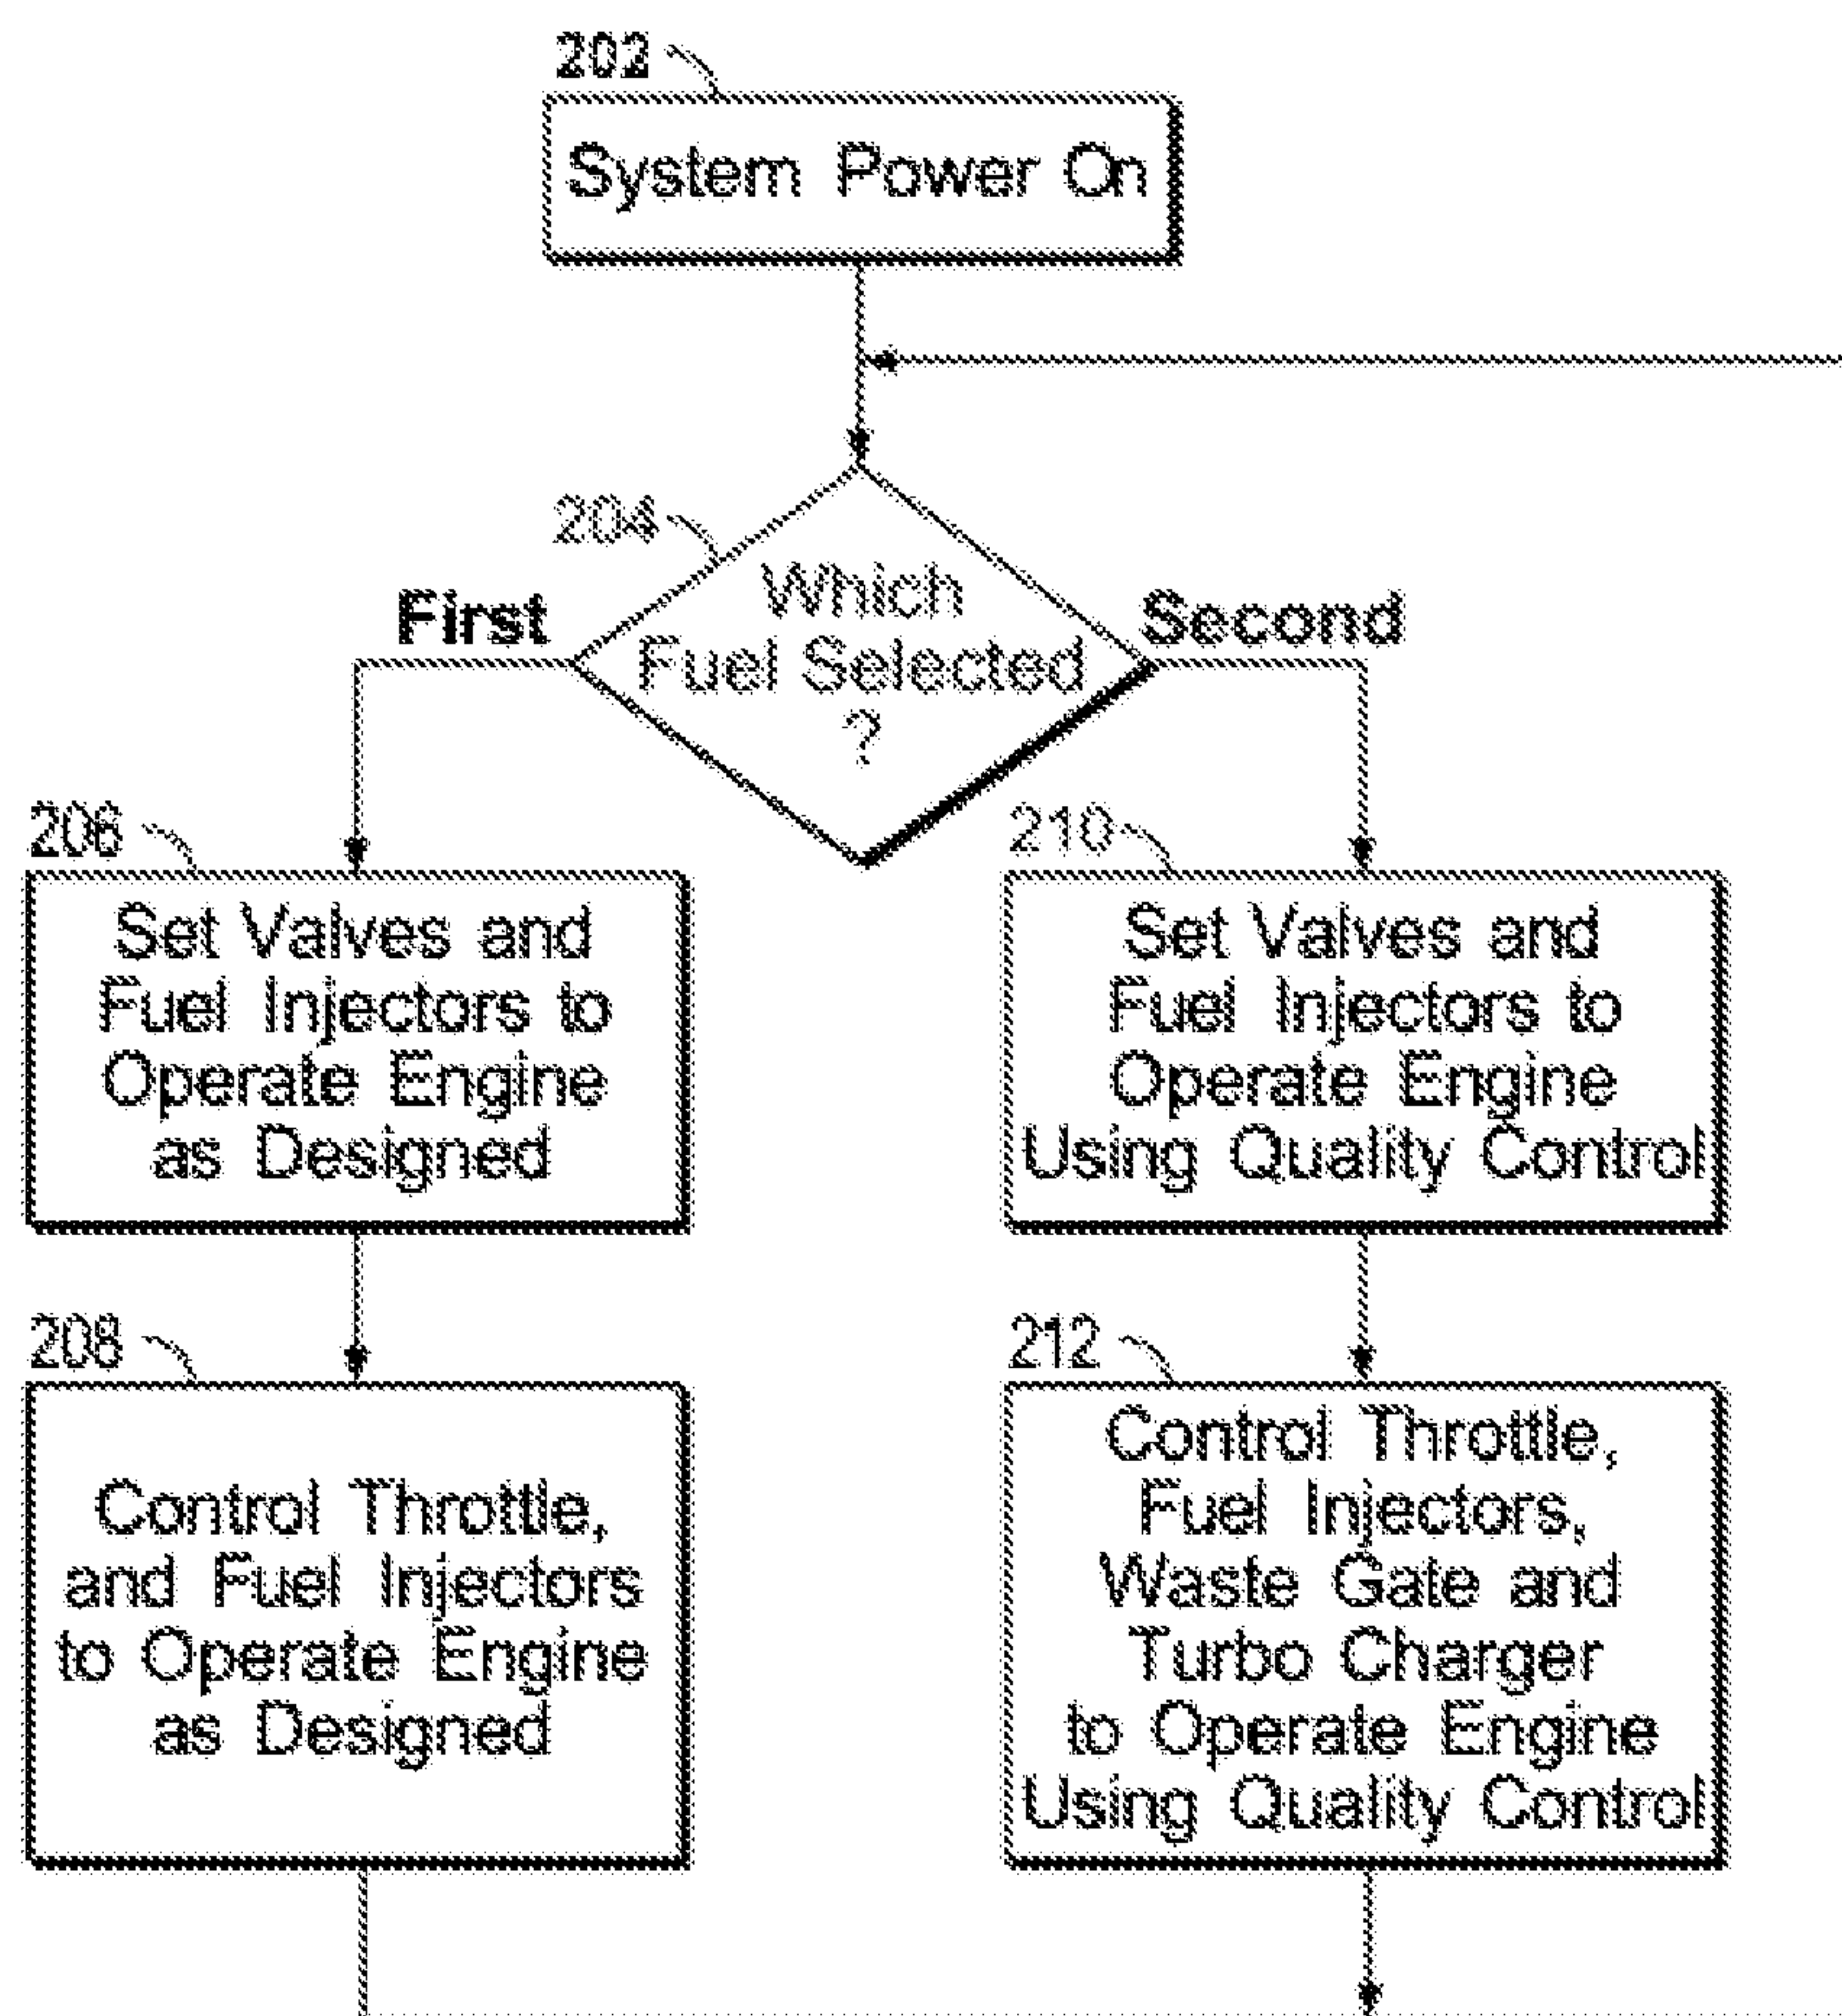 202
System Power On
204
Which
Fuel Selected
?
First
Second
206
Set Valves and
Fuel Injectors to
Operate Engine
as Designed
210
Set Valves and
Fuel Injectors to
Operate Engine
Using Quality Control
208
Control Throttle,
and Fuel Injectors
to Operate Engine
as Designed
212
Control Throttle,
Fuel Injectors,
Waste Gate and
Turbo Charger
to Operate Engine
Using Quality Control